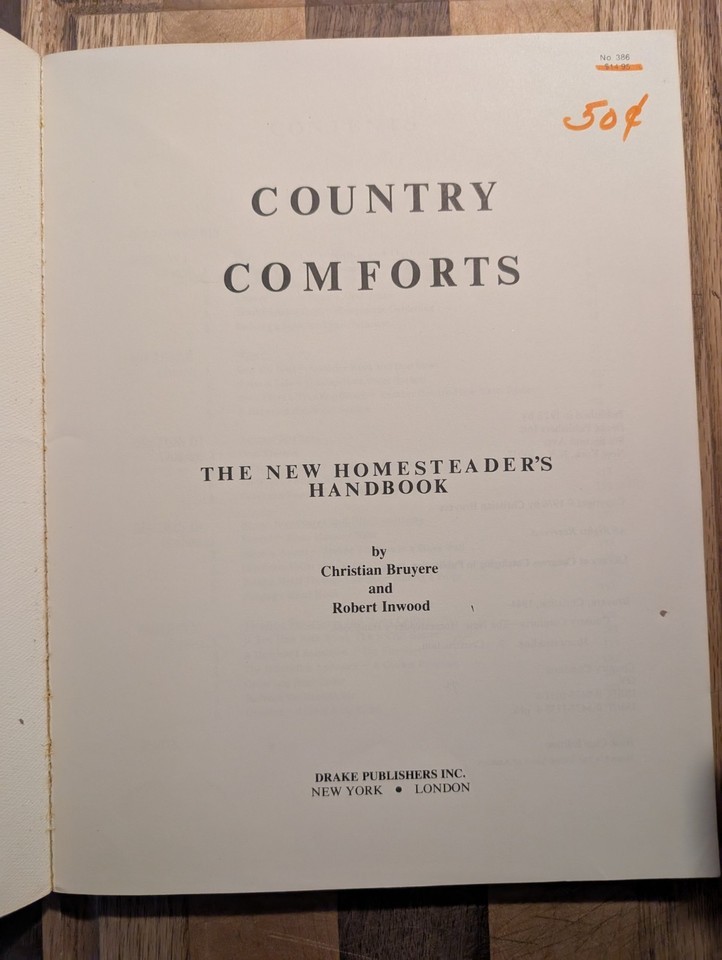 No 386
50¢
COUNTRY
COMFORTS
THE NEW HOMESTEADER'S
HANDBOOK
by
Christian Bruyere
and
Robert Inwood
DRAKE PUBLISHERS INC.
NEW YORK • LONDON